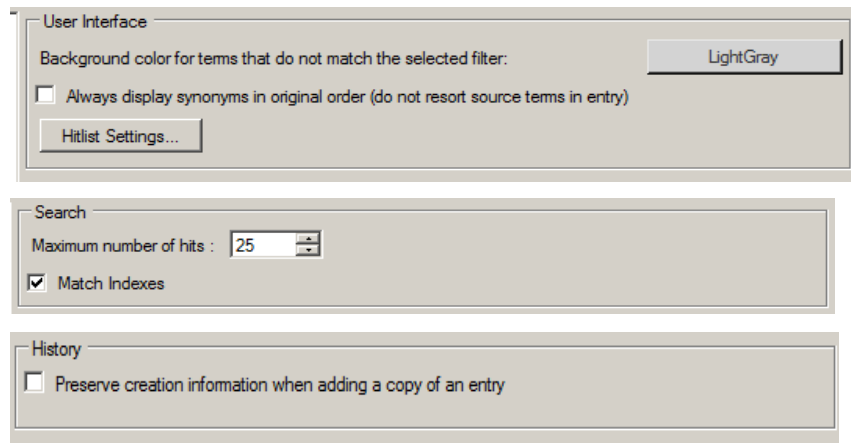 User Interface
Background color for terms that do not match the selected filter: LightGray
Always display synonyms in original order (do not resort source terms in entry)
Hitlist Settings...
Search
Maximum number of hits : 25
Match Indexes
History
Preserve creation information when adding a copy of an entry